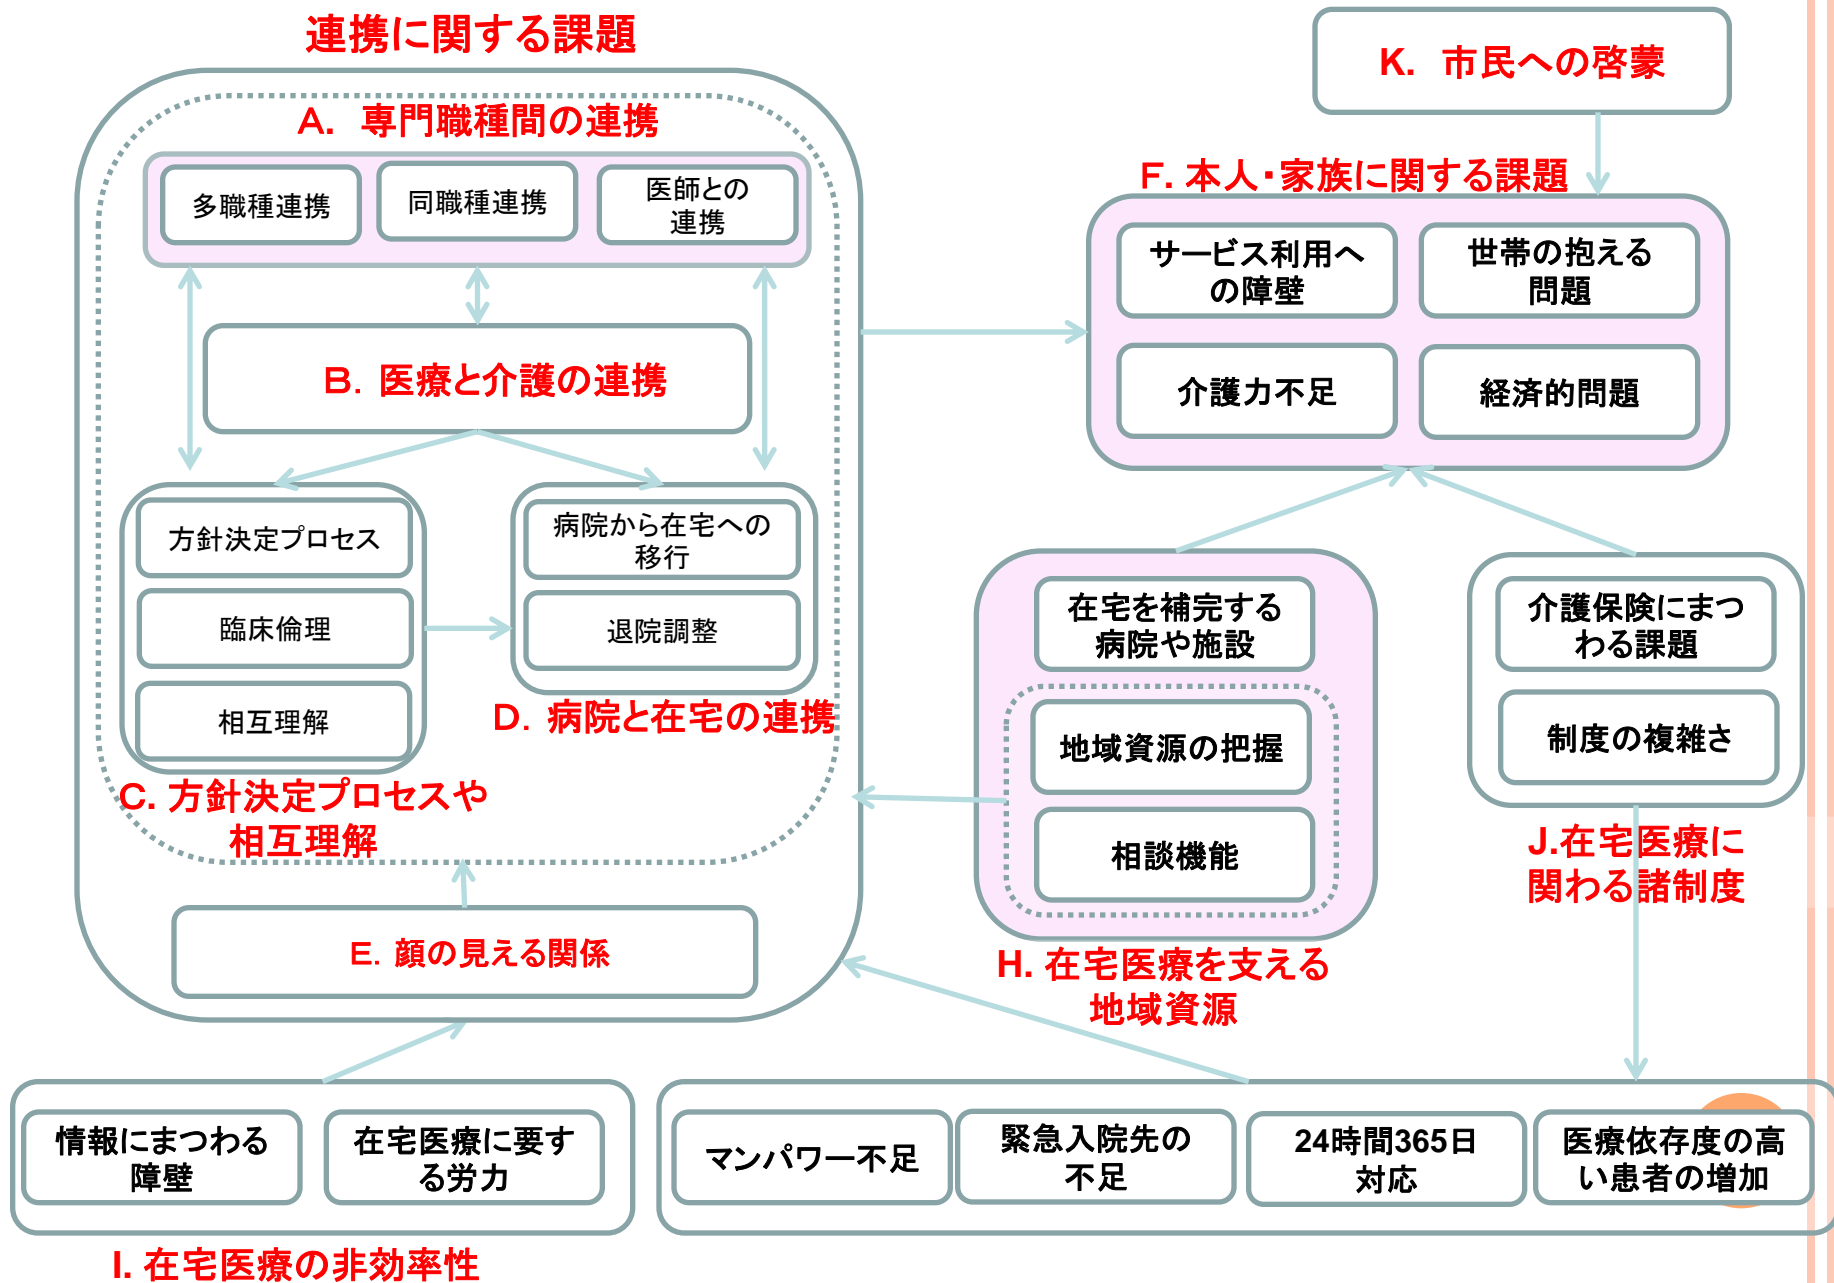 連携に関する課題
A. 専門職種間の連携
多職種連携
同職種連携
医師との
連携
B. 医療と介護の連携
方針決定プロセス
臨床倫理
相互理解
C. 方針決定プロセスや
相互理解
病院から在宅への
移行
退院調整
D. 病院と在宅の連携
E. 顔の見える関係
K. 市民への啓蒙
F. 本人・家族に関する課題
サービス利用へ
の障壁
世帯の抱える
問題
介護力不足
経済的問題
在宅を補完する
病院や施設
地域資源の把握
相談機能
H. 在宅医療を支える
地域資源
介護保険にまつ
わる課題
制度の複雑さ
J.在宅医療に
関わる諸制度
情報にまつわる
障壁
在宅医療に要す
る労力
I. 在宅医療の非効率性
マンパワー不足
緊急入院先の
不足
24時間365日
対応
医療依存度の高
い患者の増加